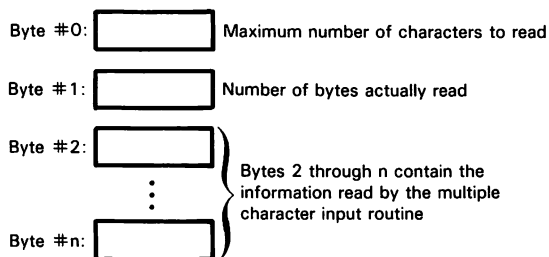 Byte #0: Maximum number of characters to read
Byte #1: Number of bytes actually read
Byte #2:
Bytes 2 through n contain the
information read by the multiple
character input routine
Byte #n: